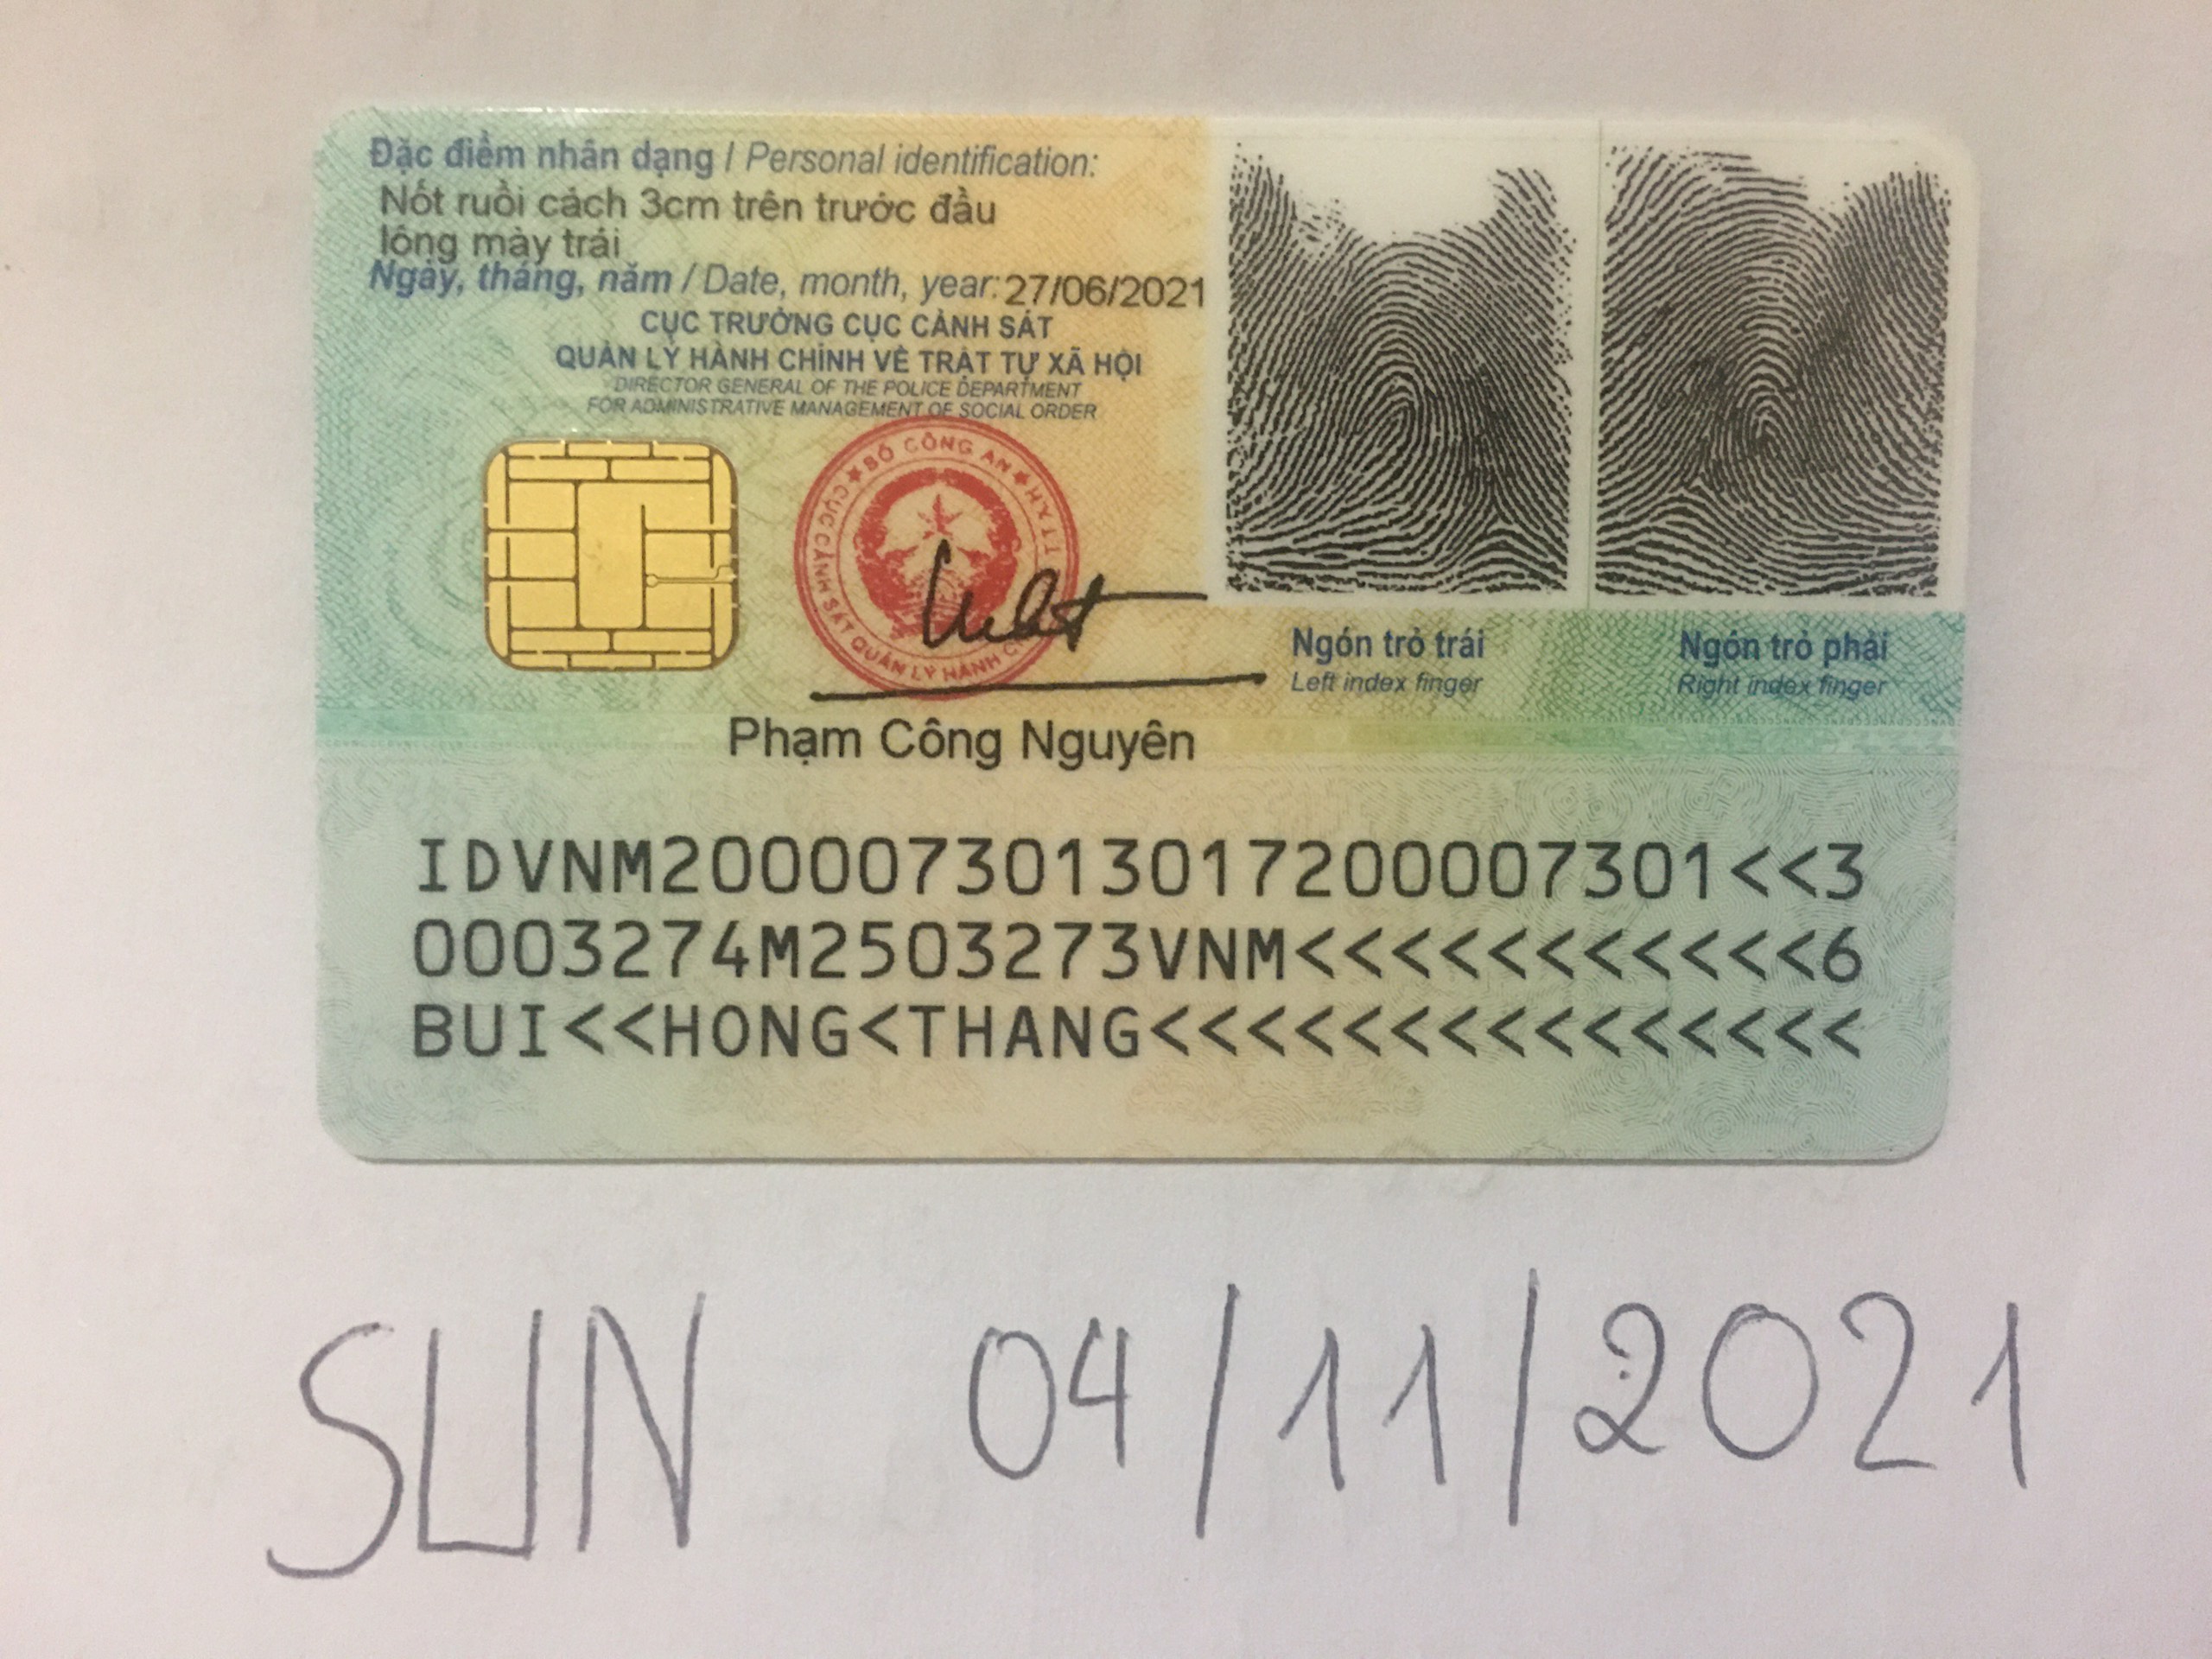 Đặc điểm nhân dạng / Personal identification:
Nốt ruồi cách 3cm trên trước đầu
lông mày trái
Ngày, tháng, năm / Date, month, year: 27/06/2021
CỤC TRƯỞNG CỤC CẢNH SÁT
QUẢN LÝ HÀNH CHÍNH VỀ TRẬT TỰ XÃ HỘI
DIRECTOR GENERAL OF THE POLICE DEPARTMENT
FOR ADMINISTRATIVE MANAGEMENT OF SOCIAL ORDER
BỘ CÔNG AN
CỤC CẢNH SÁT QUẢN LÝ HÀNH
Ngón trỏ trái
Left index finger
Ngón trỏ phải
Right index finger
Phạm Công Nguyên
IDVNM2000073013017200007301<<3
0003274M2503273VNM<<<<<<<<<<<6
BUI<<HONG<THANG<<<<<<<<<<<<<<<
SUN 04/11/2021